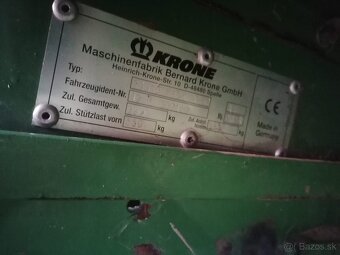 KRONE
Maschinenfabrik Bernard Krone GmbH
Heinrich-Krone-Str. 10 D-48480 Spelle
Fahrzeugident-Nr.
Zul. Gesamtgew. kg
Zul. Stützlast vorn kg
CE
Made in
Germany
Bazos.sk